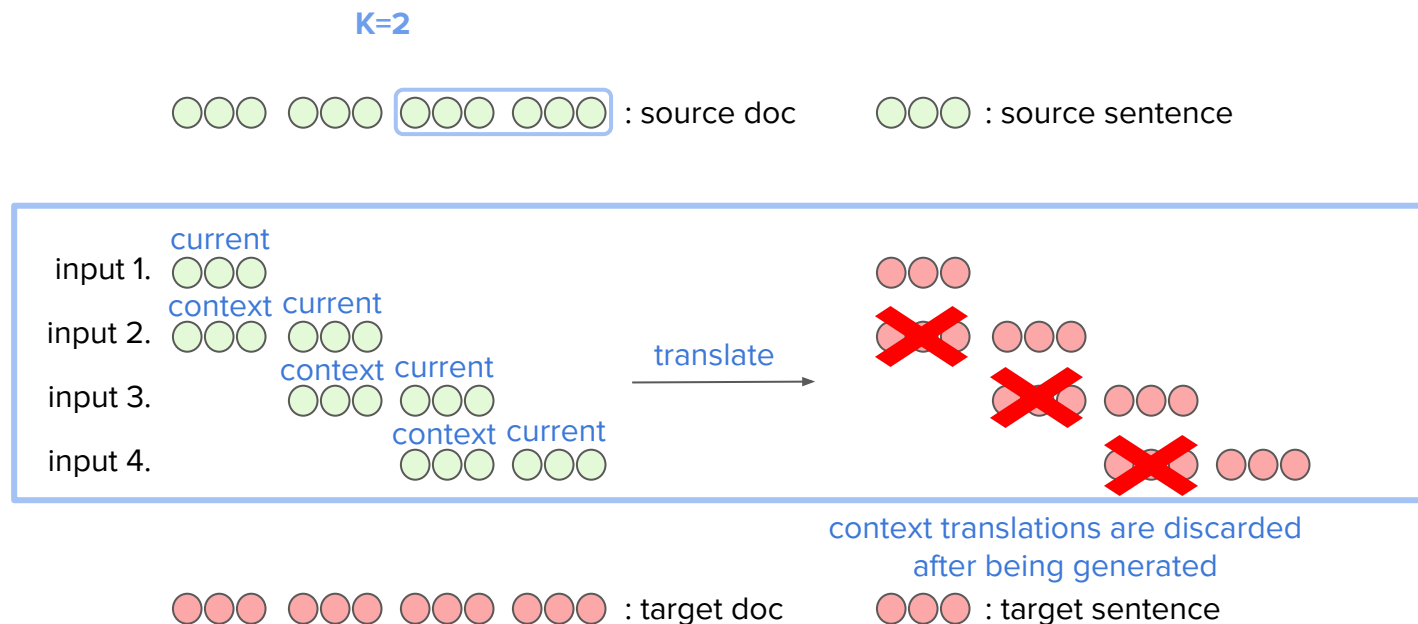 K=2
: source doc
: source sentence
current
input 1.
context current
input 2.
context current
input 3.
translate
context current
input 4.
context translations are discarded
after being generated
: target doc
: target sentence